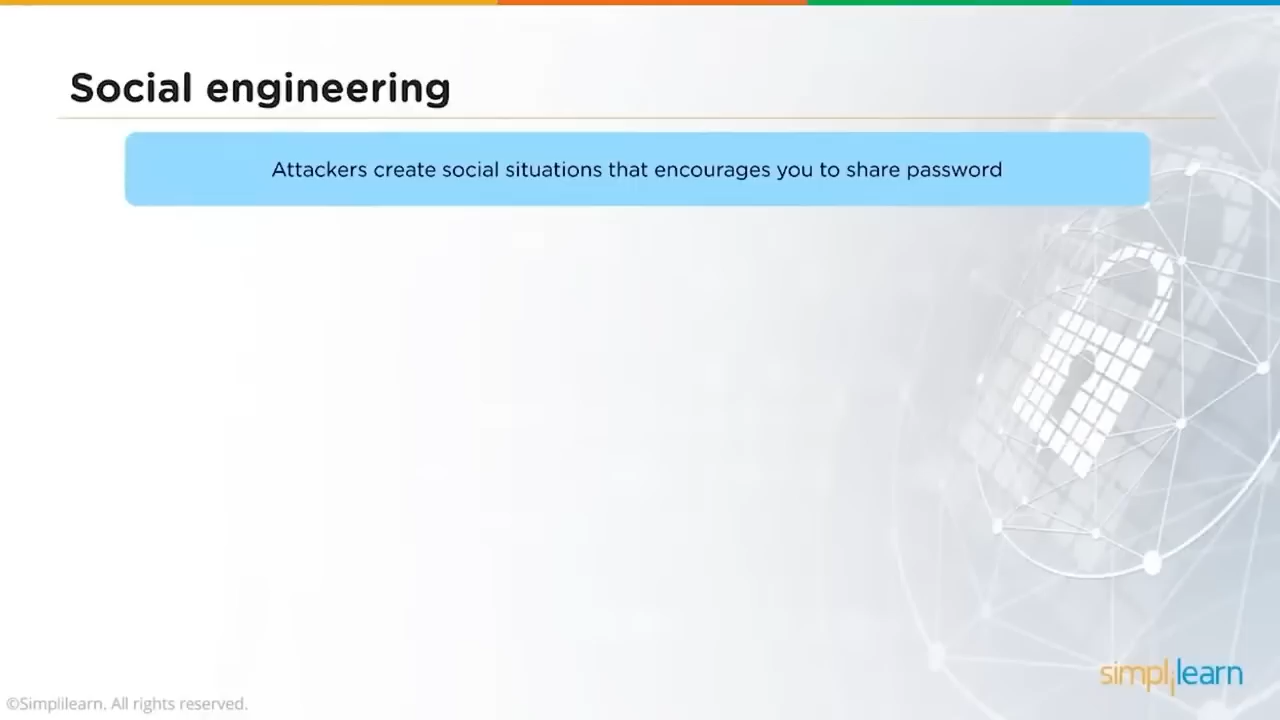 Social engineering
Attackers create social situations that encourages you to share password
simplilearn
©Simplilearn. All rights reserved.